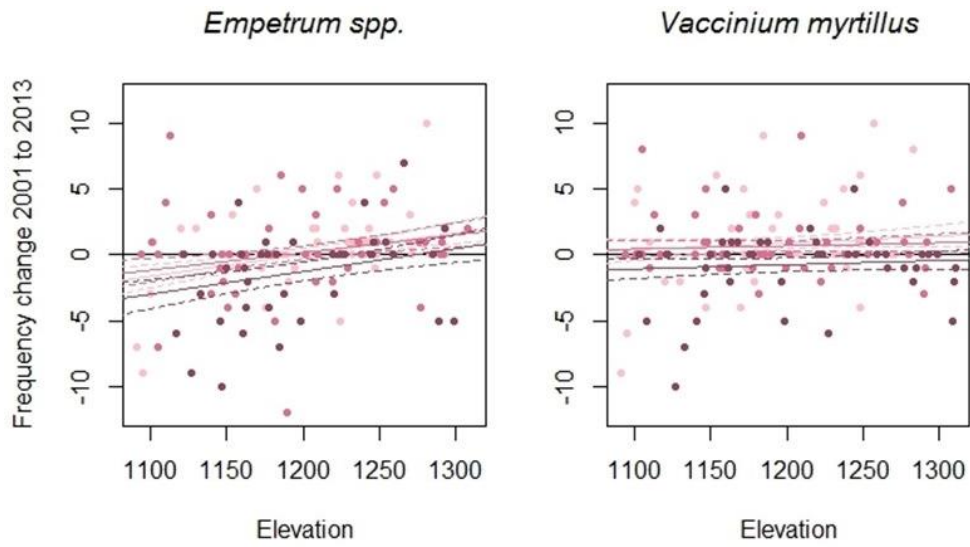 Empetrum spp.
Vaccinium myrtillus
Frequency change 2001 to 2013
10
5
0
-5
-10
1100 1150 1200 1250 1300
Elevation
10
5
0
-5
-10
1100 1150 1200 1250 1300
Elevation